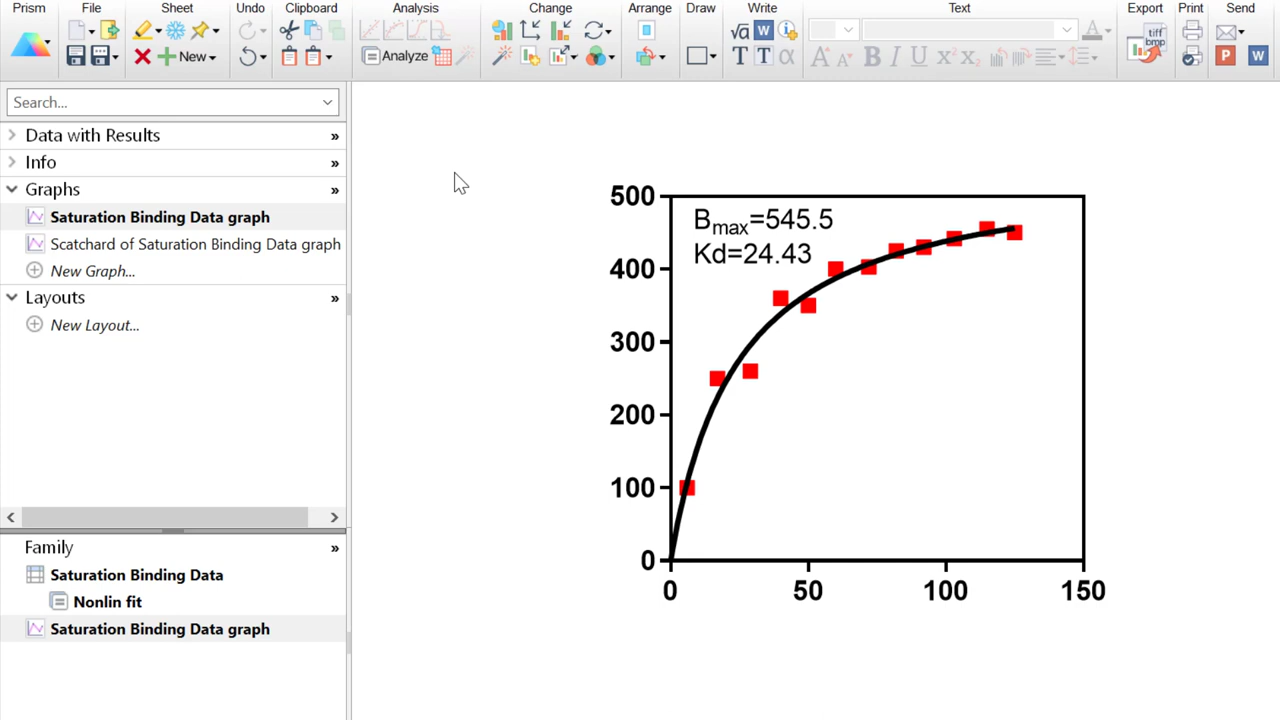 Prism File Sheet Undo Clipboard Analysis Change Arrange Draw Write Text Export Print Send
New
Analyze
tiff
bmp
Search...
Data with Results
Info
Graphs
Saturation Binding Data graph
Scatchard of Saturation Binding Data graph
New Graph...
Layouts
New Layout...
Family
Saturation Binding Data
Nonlin fit
Saturation Binding Data graph
Bmax=545.5
Kd=24.43
500
400
300
200
100
0
0 50 100 150